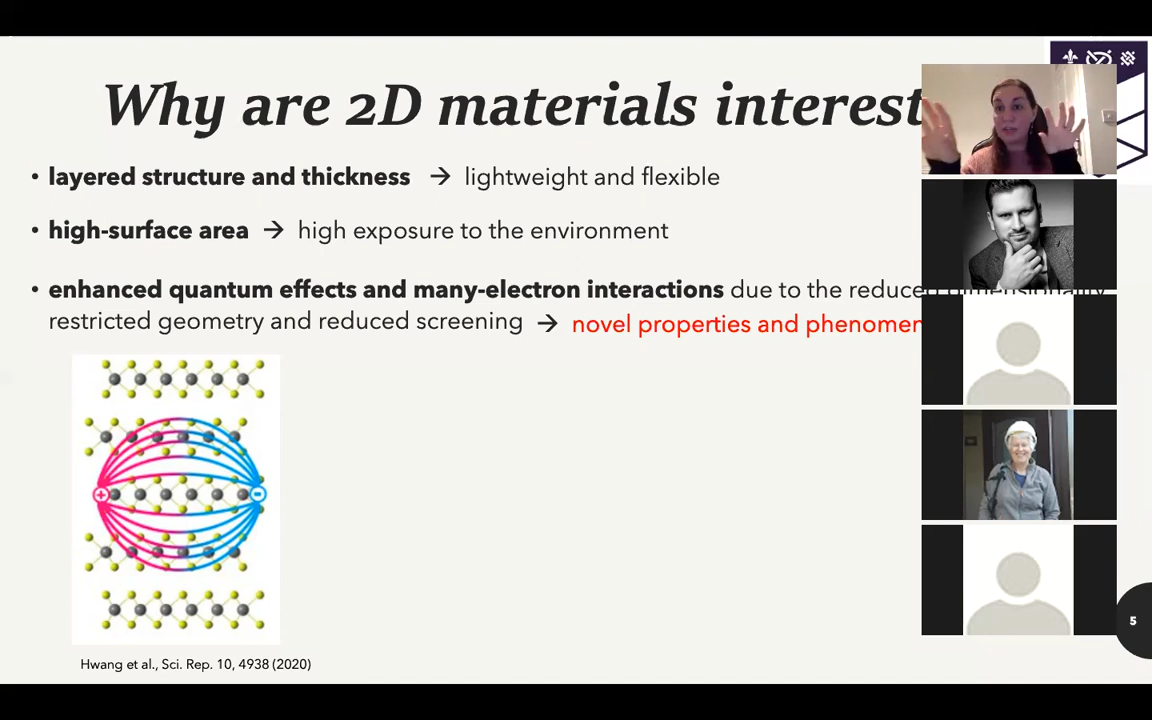 Why are 2D materials interest
• layered structure and thickness → lightweight and flexible
• high-surface area → high exposure to the environment
• enhanced quantum effects and many-electron interactions due to the reduced dimensionality
restricted geometry and reduced screening → novel properties and phenomen
+ -
5
Hwang et al., Sci. Rep. 10, 4938 (2020)